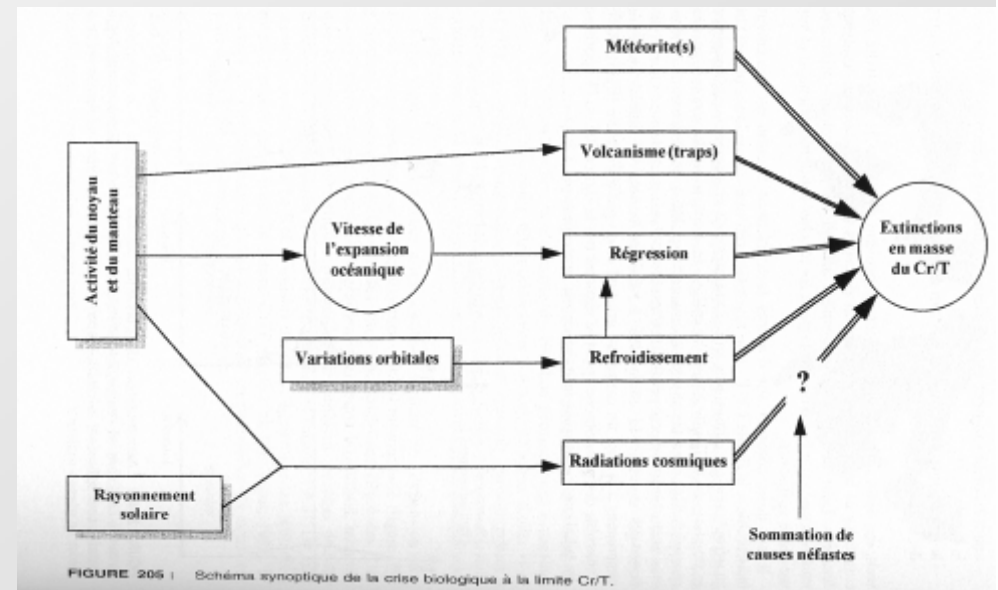 Météorite(s)
Volcanisme (traps)
Activité du noyau
et du manteau
Vitesse de
l'expansion
océanique
Régression
Extinctions
en masse
du Cr/T
Variations orbitales
Refroidissement
?
Radiations cosmiques
Rayonnement
solaire
Sommation de
causes néfastes
FIGURE 205 : Schéma synoptique de la crise biologique à la limite Cr/T.